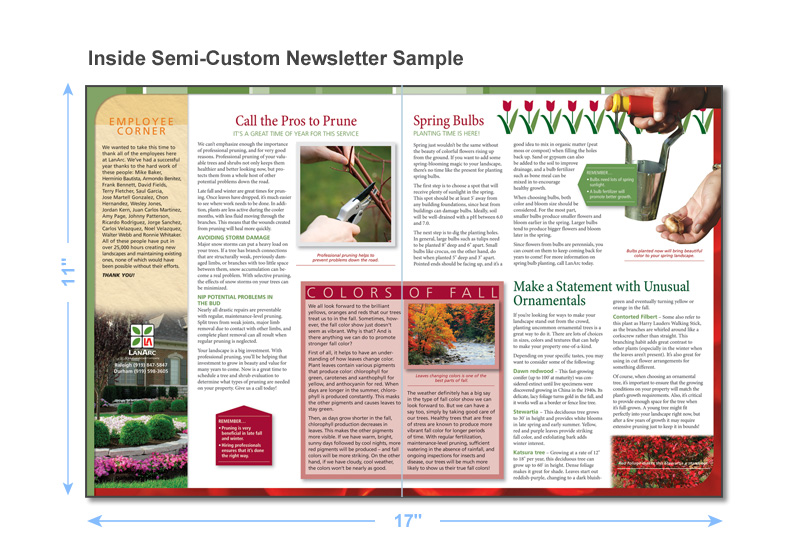 Inside Semi-Custom Newsletter Sample
11"
EMPLOYEE
CORNER
We wanted to take this time to
thank all of the employees here
at LanArc. We've had a successful
year thanks to the hard work of
these people: Mike Baker,
Herminio Bautista, Armondo Benitez,
Frank Bennett, David Fields,
Terry Fletcher, Saul Garcia,
Jose Martell Gonzalez, Chon
Hernandez, Wesley Jones,
Jordan Kern, Juan Carlos Martinez,
Amy Page, Johnny Patterson,
Ricardo Rodriguez, Jorge Sanchez,
Carlos Velazquez, Noel Velazquez,
Walter Webb and Ronnie Whitaker.
All of these people have put in
over 25,000 hours creating new
landscapes and maintaining existing
ones, none of which would have
been possible without their efforts.
THANK YOU!
LANARC
Raleigh (919) 847-5847
Durham (919) 598-3605
Call the Pros to Prune
IT'S A GREAT TIME OF YEAR FOR THIS SERVICE
We can't emphasize enough the importance
of professional pruning, and for very good
reasons. Professional pruning of your valu-
able trees and shrubs not only keeps them
healthier and better looking now, but pro-
tects them from a whole host of other
potential problems down the road.
Late fall and winter are great times for prun-
ing. Once leaves have dropped, it's much easier
to see where work needs to be done. In ad-
dition, plants are less active during the cooler
months, with less fluid moving through the
branches. This means that the wounds created
from pruning will heal more quickly.
AVOIDING STORM DAMAGE
Major snow storms can put a heavy load on
your trees. If a tree has branch connections
that are structurally weak, previously dam-
aged limbs, or branches with too little space
between them, snow accumulation can be-
come a real problem. With selective pruning,
the effects of snow storms on your trees can
be minimized.
NIP POTENTIAL PROBLEMS IN
THE BUD
Nearly all drastic repairs are preventable
with regular, maintenance-level pruning.
Split trees from weak joints, major limb
removal due to contact with other limbs, and
complete plant removal can all result when
regular pruning is neglected.
Your landscape is a big investment. With
professional pruning, you'll be helping that
investment to grow in beauty and value for
many years to come. Now is a great time to
schedule a tree and shrub evaluation to
determine what types of pruning are needed
on your property. Give us a call today!
REMEMBER...
• Pruning is very
beneficial in late fall
and winter.
• Hiring professionals
ensures that it's done
the right way.
Professional pruning helps to
prevent problems down the road.
COLORS OF FALL
We all look forward to the brilliant
yellows, oranges and reds that our trees
treat us to in the fall. Sometimes, how-
ever, the fall color show just doesn't
seem as vibrant. Why is that? And is
there anything we can do to promote
stronger fall color?
First of all, it helps to have an under-
standing of how leaves change color.
Plant leaves contain various pigments
that produce color: chlorophyll for
green, carotenes and xanthophyll for
yellow, and anthocyanin for red. When
days are longer in the summer, chloro-
phyll is produced constantly. This masks
the other pigments and causes leaves to
stay green.
Then, as days grow shorter in the fall,
chlorophyll production decreases in
leaves. This makes the other pigments
more visible. If we have warm, bright,
sunny days followed by cool nights, more
red pigments will be produced – and fall
colors will be more striking. On the other
hand, if we have cloudy, cool weather,
the colors won't be nearly as good.
Leaves changing colors is one of the
best parts of fall.
The weather definitely has a big say
in the type of fall color show we can
look forward to. But we can have a
say too, simply by taking good care of
our trees. Healthy trees that are free
of stress are known to produce more
vibrant fall color for longer periods
of time. With regular fertilization,
maintenance-level pruning, sufficient
watering in the absence of rainfall, and
ongoing inspections for insects and
disease, our trees will be much more
likely to show us their true fall colors!
Spring Bulbs
PLANTING TIME IS HERE!
Spring just wouldn't be the same without
the beauty of colorful flowers rising up
from the ground. If you want to add some
spring-blooming magic to your landscape,
there's no time like the present for planting
spring bulbs.
The first step is to choose a spot that will
receive plenty of sunlight in the spring.
This spot should be at least 5' away from
any building foundations, since heat from
buildings can damage bulbs. Ideally, soil
will be well-drained with a pH between 6.0
and 7.0.
The next step is to dig the planting holes.
In general, large bulbs such as tulips need
to be planted 8" deep and 6" apart. Small
bulbs like crocus, on the other hand, do
best when planted 5" deep and 3" apart.
Pointed ends should be facing up, and it's a
good idea to mix in organic matter (peat
moss or compost) when filling the holes
back up. Sand or gypsum can also
be added to the soil to improve
drainage, and a bulb fertilizer
such as bone meal can be
mixed in to encourage
healthy growth.
When choosing bulbs, both
color and bloom size should be
considered. For the most part,
smaller bulbs produce smaller flowers and
bloom earlier in the spring. Larger bulbs
tend to produce bigger flowers and bloom
later in the spring.
Since flowers from bulbs are perennials, you
can count on them to keep coming back for
years to come! For more information on
spring bulb planting, call LanArc today.
REMEMBER...
• Bulbs need lots of spring
sunlight.
• A bulb fertilizer will
promote better growth.
Bulbs planted now will bring beautiful
color to your spring landscape.
Make a Statement with Unusual
Ornamentals
If you're looking for ways to make your
landscape stand out from the crowd,
planting uncommon ornamental trees is a
great way to do it. There are lots of choices
in sizes, colors and textures that can help
to make your property one-of-a-kind.
Depending on your specific tastes, you may
want to consider some of the following:
Dawn redwood – This fast-growing
conifer (up to 100' at maturity) was con-
sidered extinct until live specimens were
discovered growing in China in the 1940s. Its
delicate, lacy foliage turns gold in the fall, and
it works well as a border or fence line tree.
Stewartia – This deciduous tree grows
to 30' in height and provides white blooms
in late spring and early summer. Yellow,
red and purple leaves provide striking
fall color, and exfoliating bark adds
winter interest.
Katsura tree – Growing at a rate of 12"
to 18" per year, this deciduous tree can
grow up to 60' in height. Dense foliage
makes it great for shade. Leaves start out
reddish-purple, changing to a dark bluish-
green and eventually turning yellow or
orange in the fall.
Contorted Filbert – Some also refer to
this plant as Harry Lauders Walking Stick,
as the branches are whirled around like a
corkscrew rather than straight. This
branching habit adds great contrast to
other plants (especially in the winter when
the leaves aren't present). It's also great for
using in cut flower arrangements for
something different.
Of course, when choosing an ornamental
tree, it's important to ensure that the growing
conditions on your property will match the
plant's growth requirements. Also, it's critical
to provide enough space for the tree when
it's full-grown. A young tree might fit
perfectly into your landscape right now, but
after a few years of growth it may require
extensive pruning just to keep it in bounds!
17"